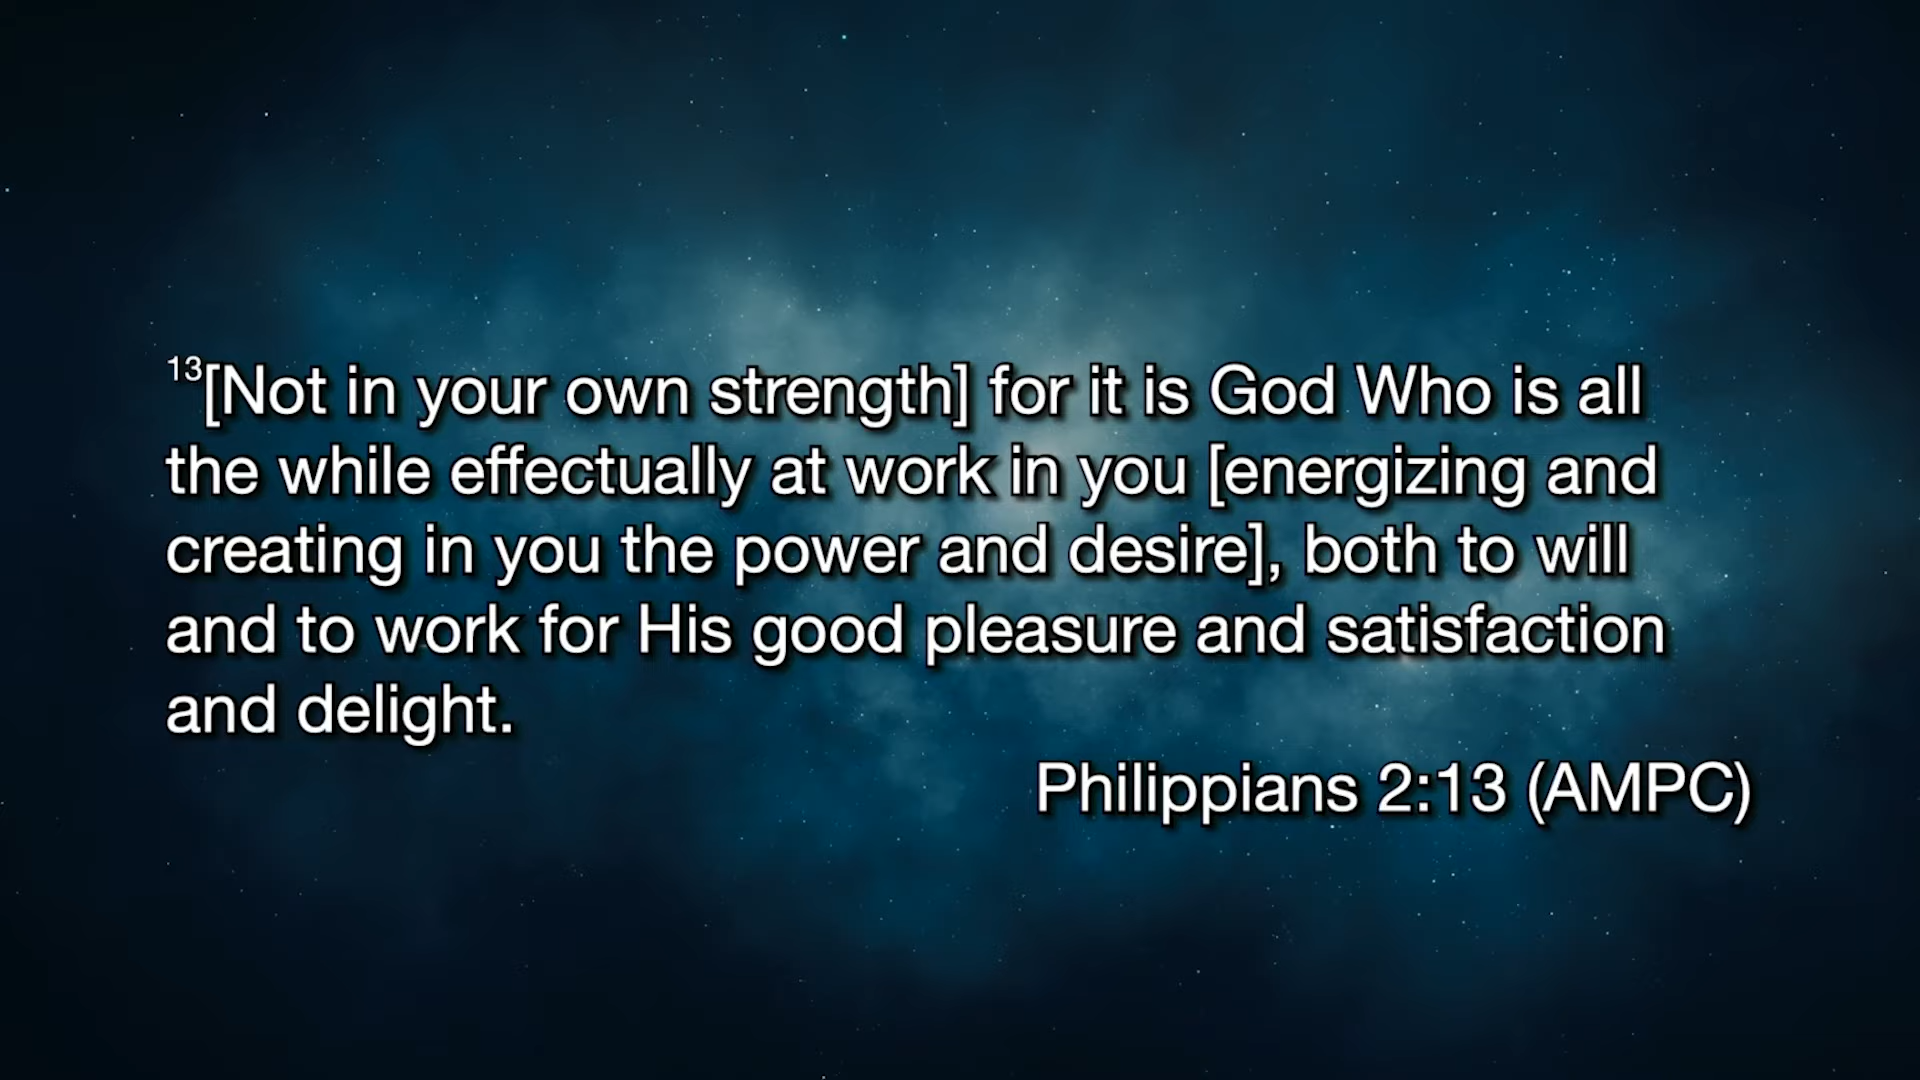 ¹³[Not in your own strength] for it is God Who is all
the while effectually at work in you [energizing and
creating in you the power and desire], both to will
and to work for His good pleasure and satisfaction
and delight.
Philippians 2:13 (AMPC)